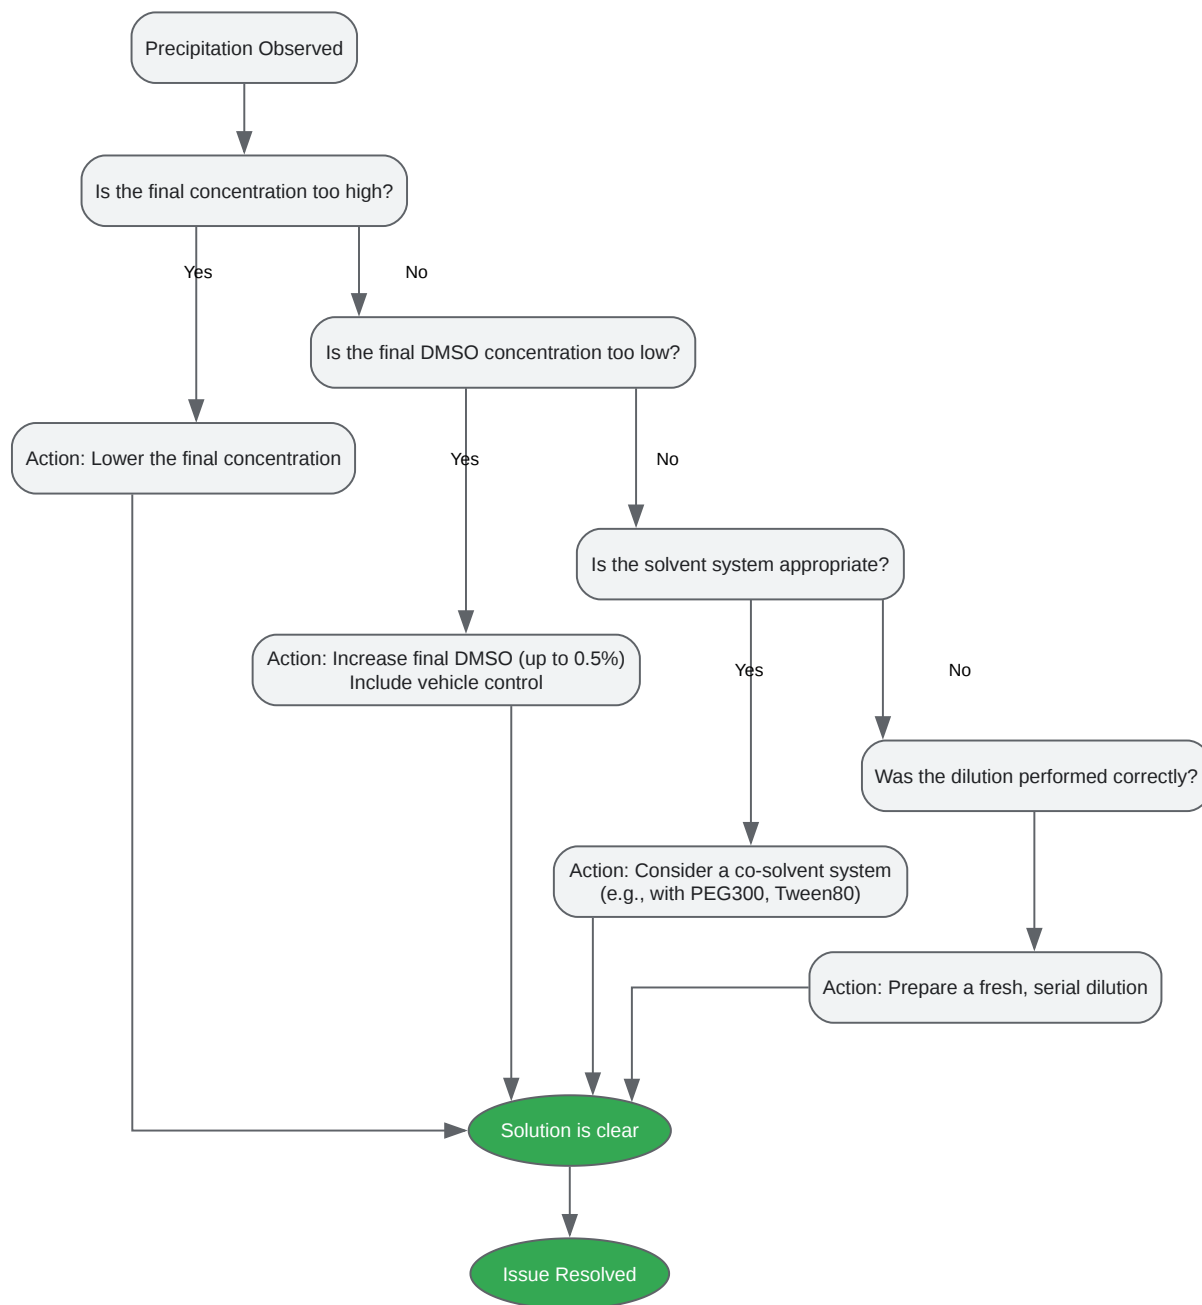 Precipitation Observed
Is the final concentration too high?
Yes
No
Is the final DMSO concentration too low?
Action: Lower the final concentration
Yes
No
Is the solvent system appropriate?
Action: Increase final DMSO (up to 0.5%)
Include vehicle control
Yes
No
Was the dilution performed correctly?
Action: Consider a co-solvent system
(e.g., with PEG300, Tween80)
Action: Prepare a fresh, serial dilution
Solution is clear
Issue Resolved